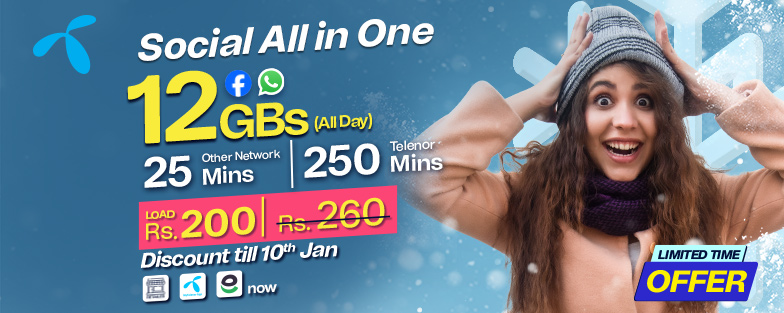 Social All in One
12GBs (All Day)
25 Other Network Mins
250 Telenor Mins
LOAD Rs.200
Rs. 260
Discount till 10th Jan
now
LIMITED TIME
OFFER